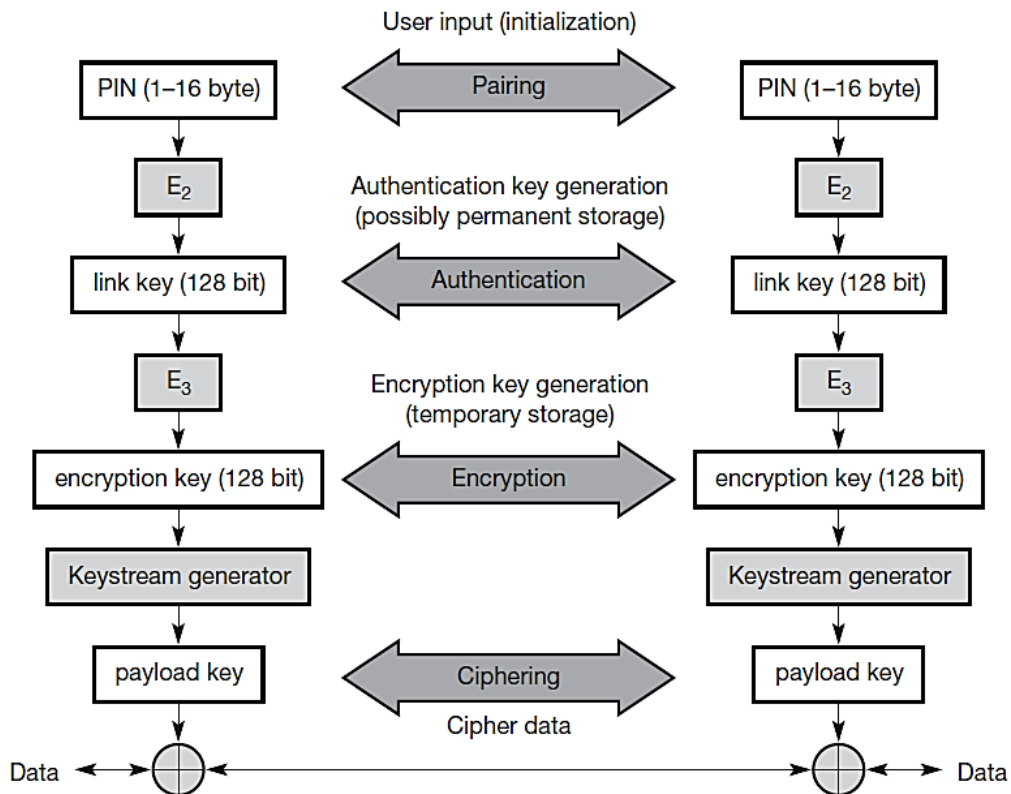 User input (initialization)
PIN (1–16 byte)
Pairing
PIN (1–16 byte)
E2
Authentication key generation
(possibly permanent storage)
E2
link key (128 bit)
Authentication
link key (128 bit)
E3
Encryption key generation
(temporary storage)
E3
encryption key (128 bit)
Encryption
encryption key (128 bit)
Keystream generator
Keystream generator
payload key
Ciphering
payload key
Cipher data
Data
Data